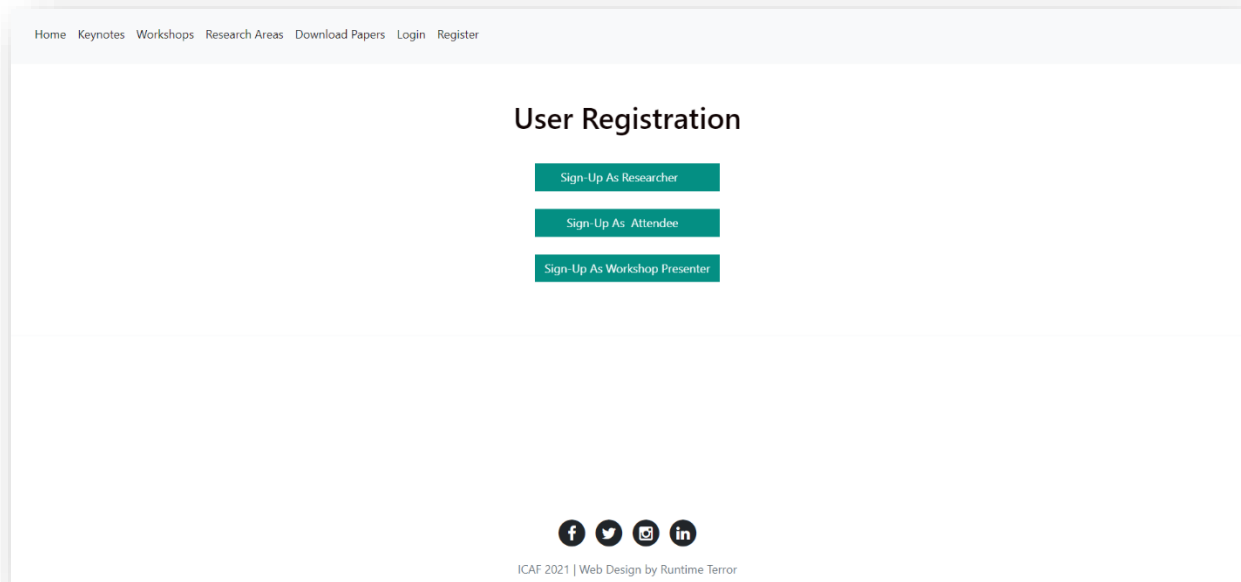 Home Keynotes Workshops Research Areas Download Papers Login Register
User Registration
Sign-Up As Researcher
Sign-Up As  Attendee
Sign-Up As Workshop Presenter
ICAF 2021 | Web Design by Runtime Terror